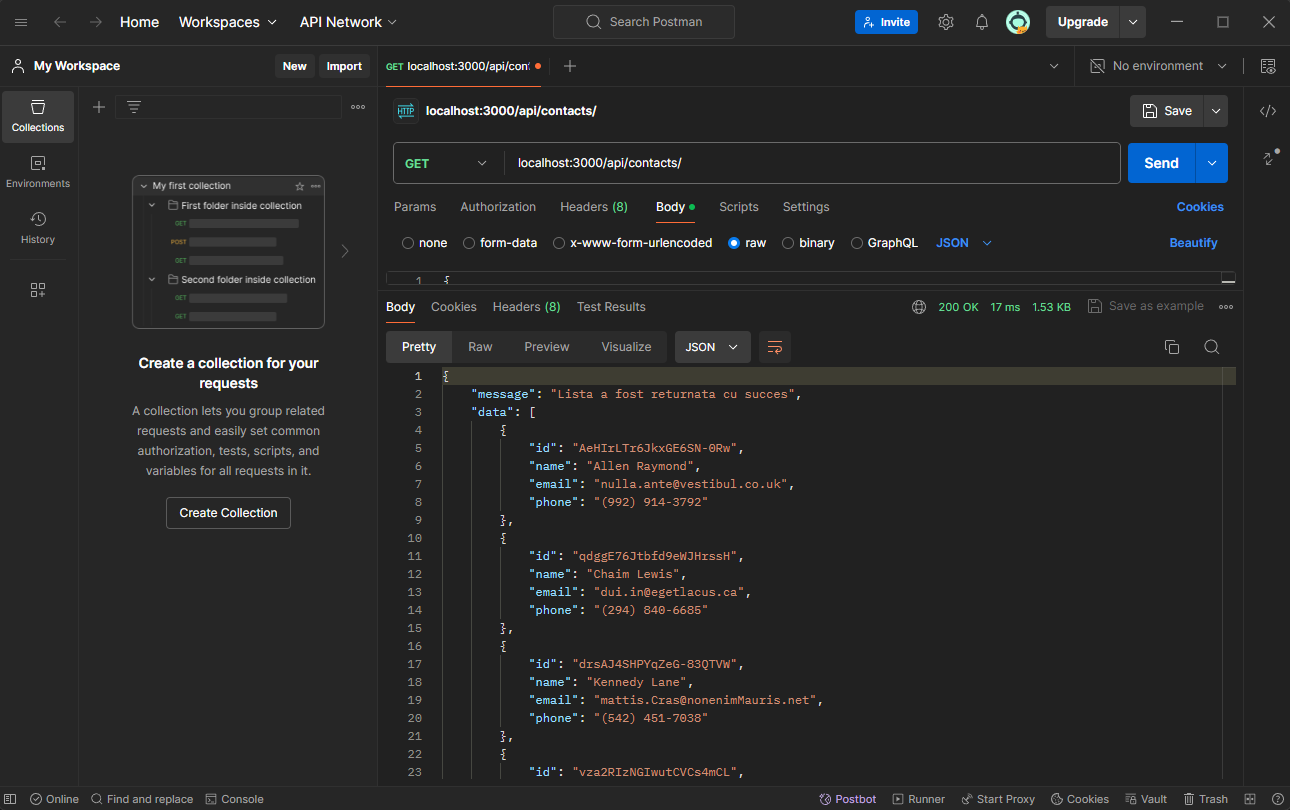 Home Workspaces API Network Search Postman Invite Upgrade
My Workspace New Import GET localhost:3000/api/con No environment
Collections
Environments
History
My first collection
First folder inside collection
GET
POST
GET
Second folder inside collection
GET
GET
Create a collection for your
requests
A collection lets you group related
requests and easily set common
authorization, tests, scripts, and
variables for all requests in it.
Create Collection
HTTP localhost:3000/api/contacts/ Save
GET localhost:3000/api/contacts/ Send
Params Authorization Headers (8) Body Scripts Settings Cookies
none form-data x-www-form-urlencoded raw binary GraphQL JSON Beautify
1 {
Body Cookies Headers (8) Test Results 200 OK 17 ms 1.53 KB Save as example
Pretty Raw Preview Visualize JSON
1 {
2 "message": "Lista a fost returnata cu succes",
3 "data": [
4 {
5 "id": "AeHIrLTr6JkxGE6SN-0Rw",
6 "name": "Allen Raymond",
7 "email": "nulla.ante@vestibul.co.uk",
8 "phone": "(992) 914-3792"
9 },
10 {
11 "id": "qdggE76Jtbfd9eWJHrssH",
12 "name": "Chaim Lewis",
13 "email": "dui.in@egetlacus.ca",
14 "phone": "(294) 840-6685"
15 },
16 {
17 "id": "drsAJ4SHPYqZeG-83QTVW",
18 "name": "Kennedy Lane",
19 "email": "mattis.Cras@nonenimMauris.net",
20 "phone": "(542) 451-7038"
21 },
22 {
23 "id": "vza2RIzNGIwutCVCs4mCL",
Online Find and replace Console Postbot Runner Start Proxy Cookies Vault Trash